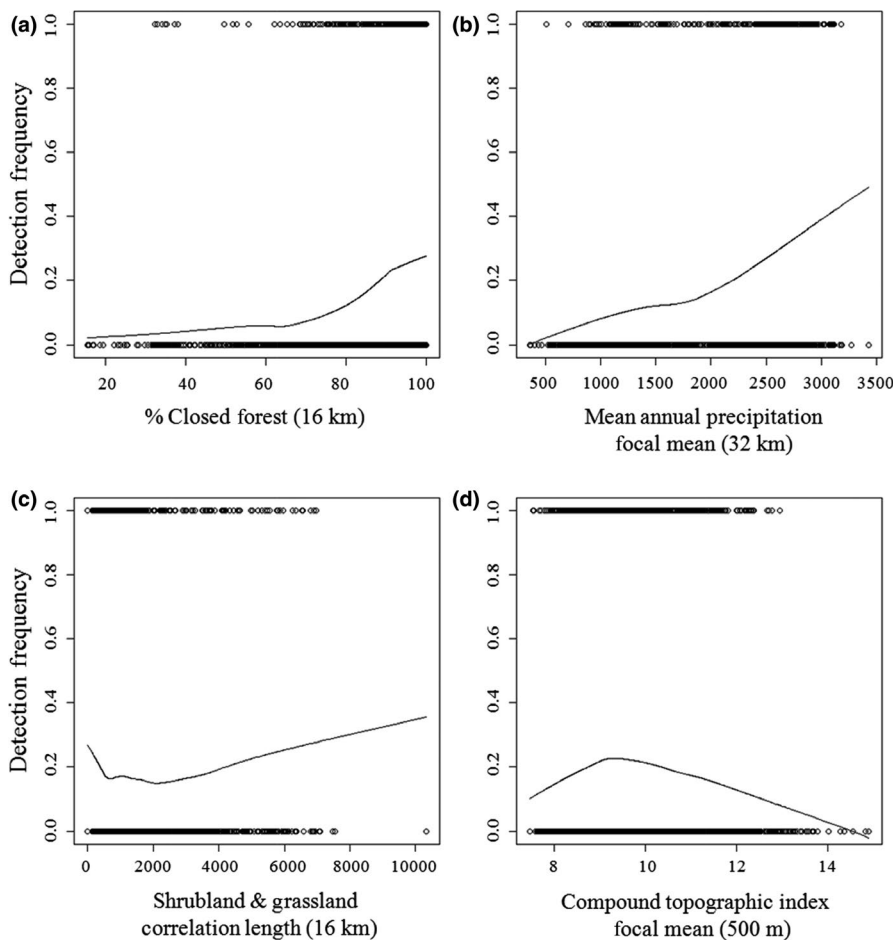 (a)
Detection frequency
1.0
0.8
0.6
0.4
0.2
0.0
20 40 60 80 100
% Closed forest (16 km)
(b)
1.0
0.8
0.6
0.4
0.2
0.0
500 1000 1500 2000 2500 3000 3500
Mean annual precipitation
focal mean (32 km)
(c)
Detection frequency
1.0
0.8
0.6
0.4
0.2
0.0
0 2000 4000 6000 8000 10000
Shrubland & grassland
correlation length (16 km)
(d)
1.0
0.8
0.6
0.4
0.2
0.0
8 10 12 14
Compound topographic index
focal mean (500 m)